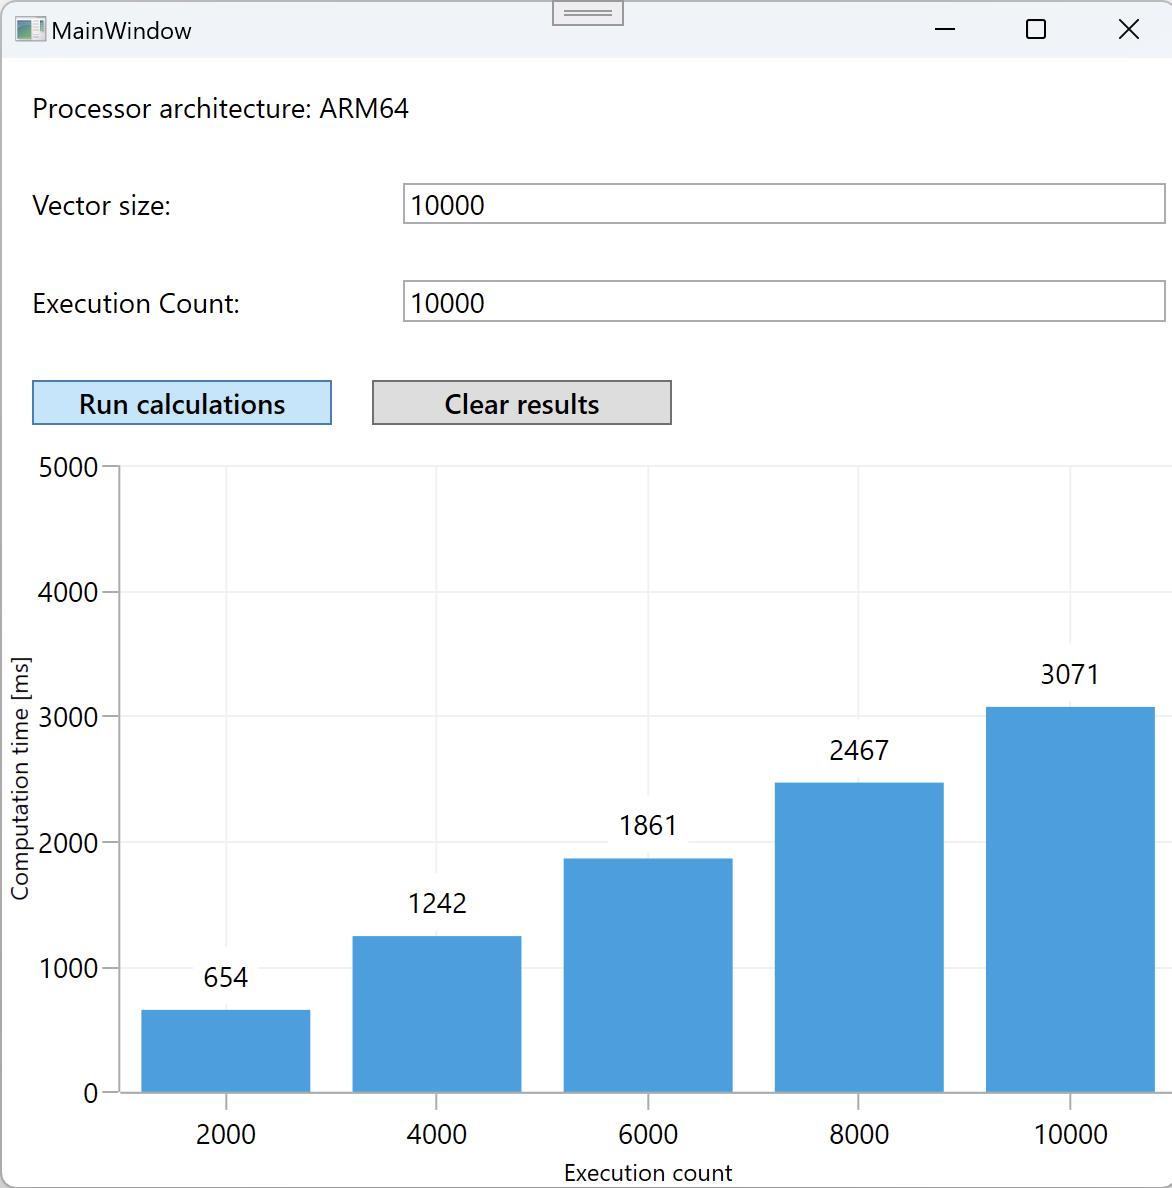 MainWindow
Processor architecture: ARM64
Vector size:
10000
Execution Count:
10000
Run calculations
Clear results
Computation time [ms]
5000
4000
3000
2000
1000
0
654
1242
1861
2467
3071
2000
4000
6000
8000
10000
Execution count